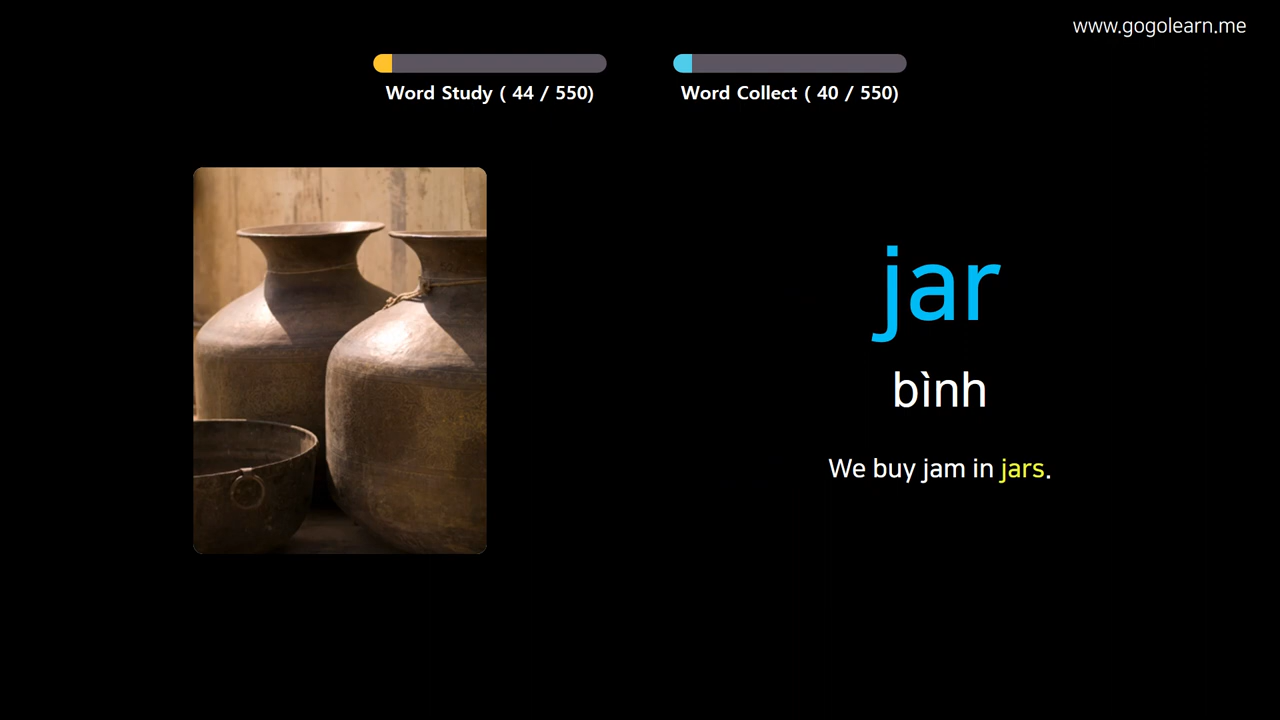 www.gogolearn.me
Word Study ( 44 / 550)
Word Collect ( 40 / 550)
jar
bình
We buy jam in jars.